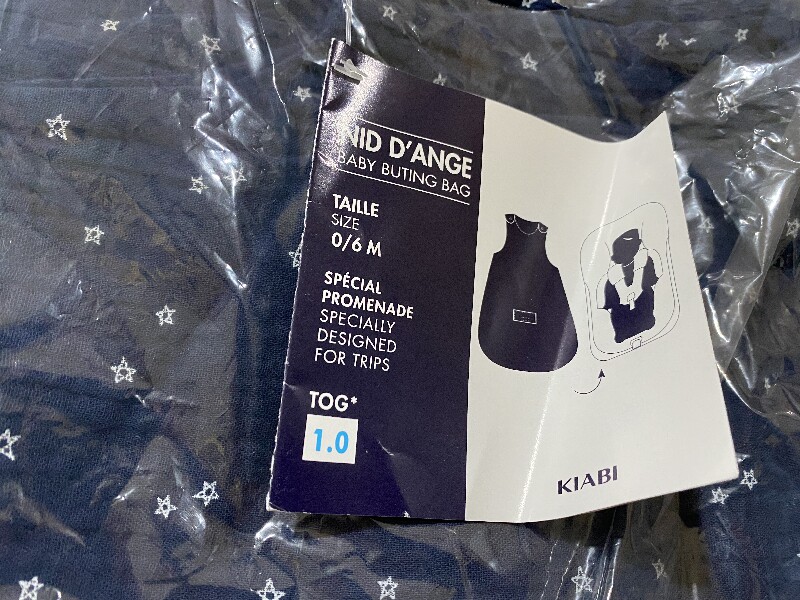 NID D'ANGE
BABY BUTING BAG
TAILLE
SIZE
0/6 M
SPÉCIAL
PROMENADE
SPECIALLY
DESIGNED
FOR TRIPS
TOG*
1.0
KIABI